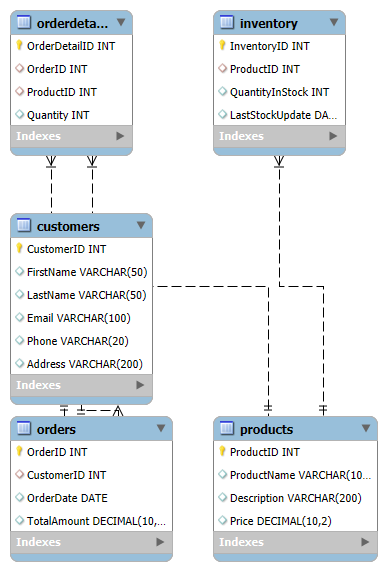 orderdeta...
OrderDetailID INT
OrderID INT
ProductID INT
Quantity INT
Indexes
inventory
InventoryID INT
ProductID INT
QuantityInStock INT
LastStockUpdate DA...
Indexes
customers
CustomerID INT
FirstName VARCHAR(50)
LastName VARCHAR(50)
Email VARCHAR(100)
Phone VARCHAR(20)
Address VARCHAR(200)
Indexes
orders
OrderID INT
CustomerID INT
OrderDate DATE
TotalAmount DECIMAL(10,...
Indexes
products
ProductID INT
ProductName VARCHAR(10...
Description VARCHAR(200)
Price DECIMAL(10,2)
Indexes